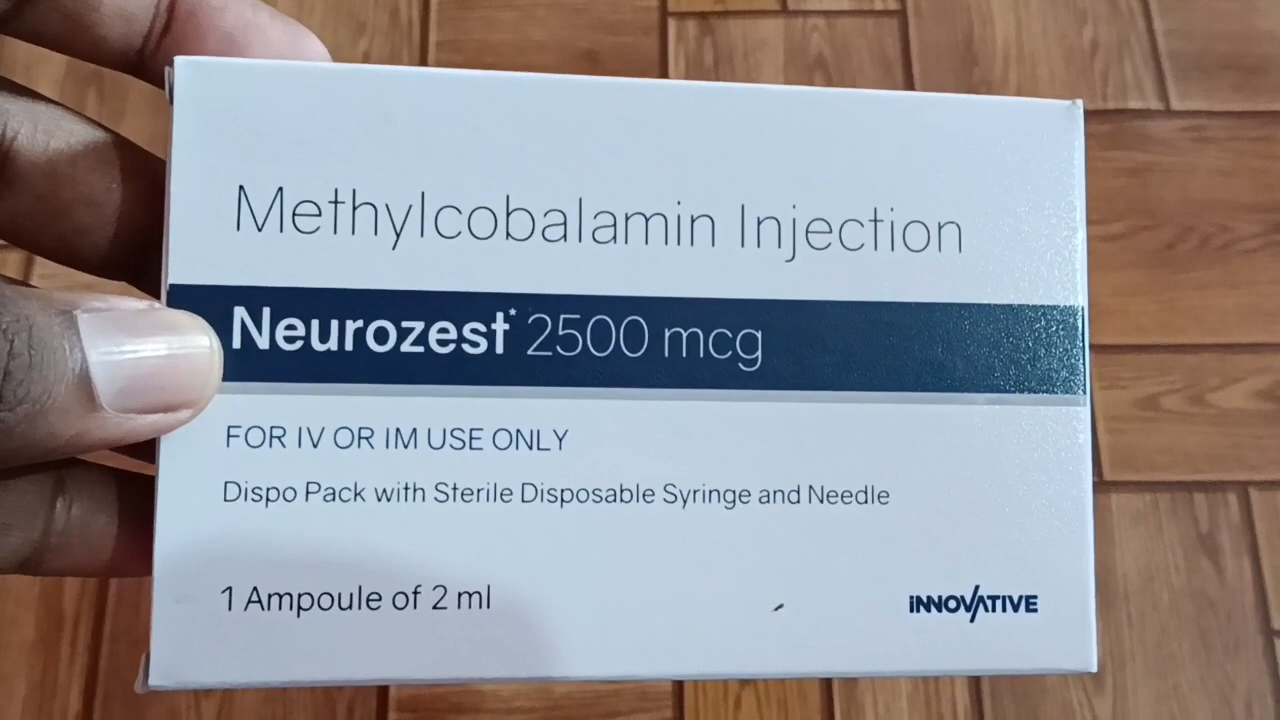 Methylcobalamin Injection
Neurozest* 2500 mcg
FOR IV OR IM USE ONLY
Dispo Pack with Sterile Disposable Syringe and Needle
1 Ampoule of 2 ml
iNNOVATIVE